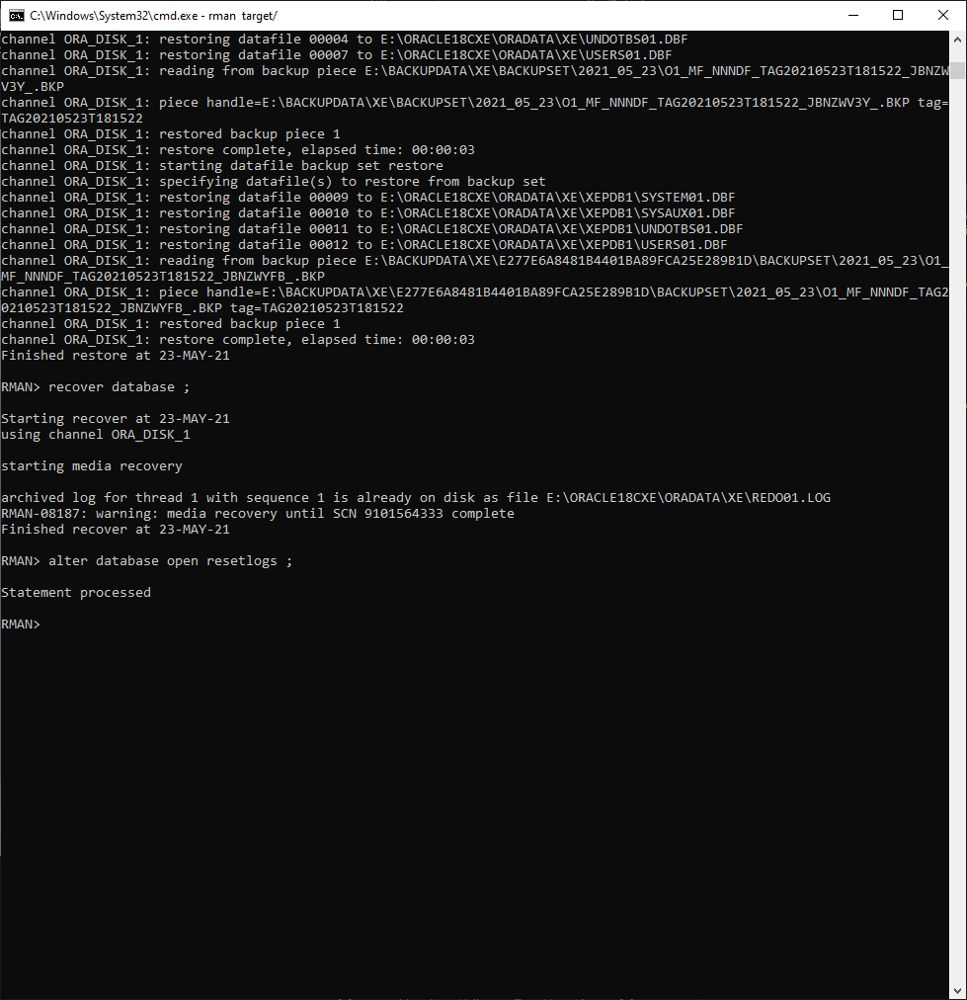 C:\Windows\System32\cmd.exe - rman target/
channel ORA_DISK_1: restoring datafile 00004 to E:\ORACLE18CXE\ORADATA\XE\UNDOTBS01.DBF
channel ORA_DISK_1: restoring datafile 00007 to E:\ORACLE18CXE\ORADATA\XE\USERS01.DBF
channel ORA_DISK_1: reading from backup piece E:\BACKUPDATA\XE\BACKUPSET\2021_05_23\O1_MF_NNNDF_TAG20210523T181522_JBNZW
V3Y_.BKP
channel ORA_DISK_1: piece handle=E:\BACKUPDATA\XE\BACKUPSET\2021_05_23\O1_MF_NNNDF_TAG20210523T181522_JBNZWV3Y_.BKP tag=
TAG20210523T181522
channel ORA_DISK_1: restored backup piece 1
channel ORA_DISK_1: restore complete, elapsed time: 00:00:03
channel ORA_DISK_1: starting datafile backup set restore
channel ORA_DISK_1: specifying datafile(s) to restore from backup set
channel ORA_DISK_1: restoring datafile 00009 to E:\ORACLE18CXE\ORADATA\XE\XEPDB1\SYSTEM01.DBF
channel ORA_DISK_1: restoring datafile 00010 to E:\ORACLE18CXE\ORADATA\XE\XEPDB1\SYSAUX01.DBF
channel ORA_DISK_1: restoring datafile 00011 to E:\ORACLE18CXE\ORADATA\XE\XEPDB1\UNDOTBS01.DBF
channel ORA_DISK_1: restoring datafile 00012 to E:\ORACLE18CXE\ORADATA\XE\XEPDB1\USERS01.DBF
channel ORA_DISK_1: reading from backup piece E:\BACKUPDATA\XE\E277E6A8481B4401BA89FCA25E289B1D\BACKUPSET\2021_05_23\O1_
MF_NNNDF_TAG20210523T181522_JBNZWYFB_.BKP
channel ORA_DISK_1: piece handle=E:\BACKUPDATA\XE\E277E6A8481B4401BA89FCA25E289B1D\BACKUPSET\2021_05_23\O1_MF_NNNDF_TAG2
0210523T181522_JBNZWYFB_.BKP tag=TAG20210523T181522
channel ORA_DISK_1: restored backup piece 1
channel ORA_DISK_1: restore complete, elapsed time: 00:00:03
Finished restore at 23-MAY-21
RMAN> recover database ;
Starting recover at 23-MAY-21
using channel ORA_DISK_1
starting media recovery
archived log for thread 1 with sequence 1 is already on disk as file E:\ORACLE18CXE\ORADATA\XE\REDO01.LOG
RMAN-08187: warning: media recovery until SCN 9101564333 complete
Finished recover at 23-MAY-21
RMAN> alter database open resetlogs ;
Statement processed
RMAN>